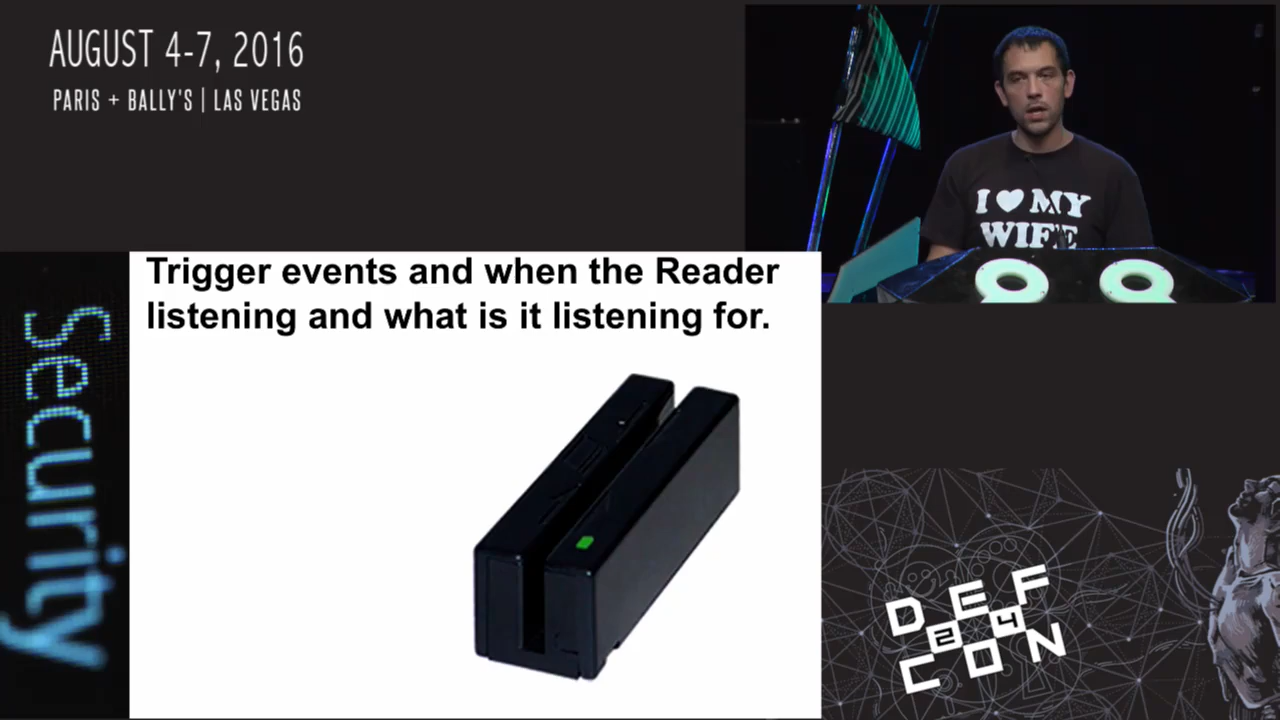 AUGUST 4-7, 2016
PARIS + BALLY'S | LAS VEGAS
I ♥ MY
WIFE
Trigger events and when the Reader
listening and what is it listening for.
Security
DEF
24
CON